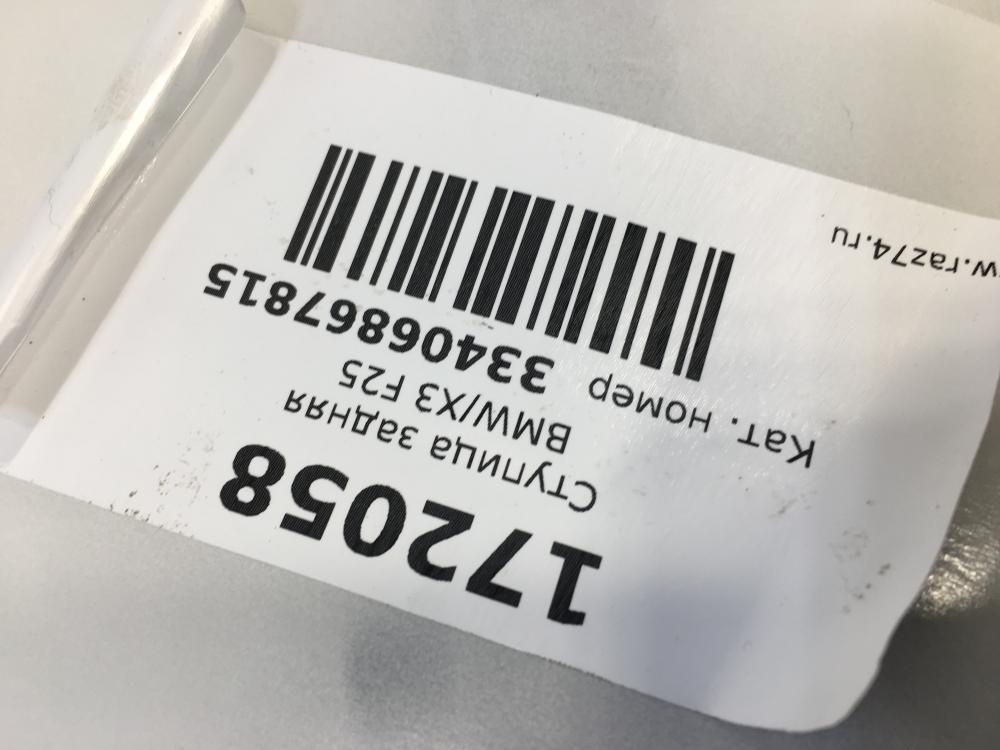 172058
Ступица задняя
BMW/X3 F25
Кат. номер 33406867815
w.raz74.ru